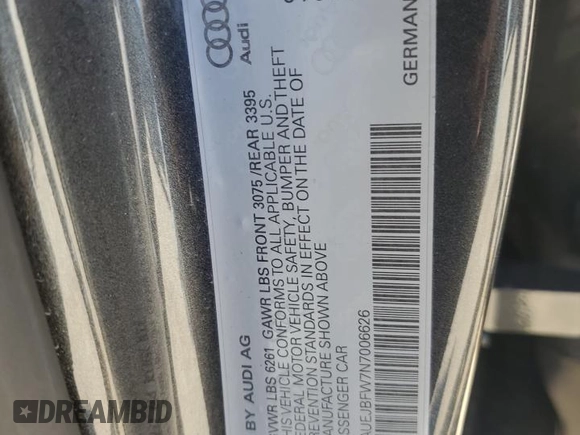 Audi
GERMAN
BY AUDI AG
VWR LBS 6261 GAWR LBS FRONT 3075 /REAR 3395
HIS VEHICLE CONFORMS TO ALL APPLICABLE U.S.
EDERAL MOTOR VEHICLE SAFETY, BUMPER AND THEFT
REVENTION STANDARDS IN EFFECT ON THE DATE OF
ANUFACTURE SHOWN ABOVE
SSENGER CAR
AUEJBFW7N7006626
DREAMBID